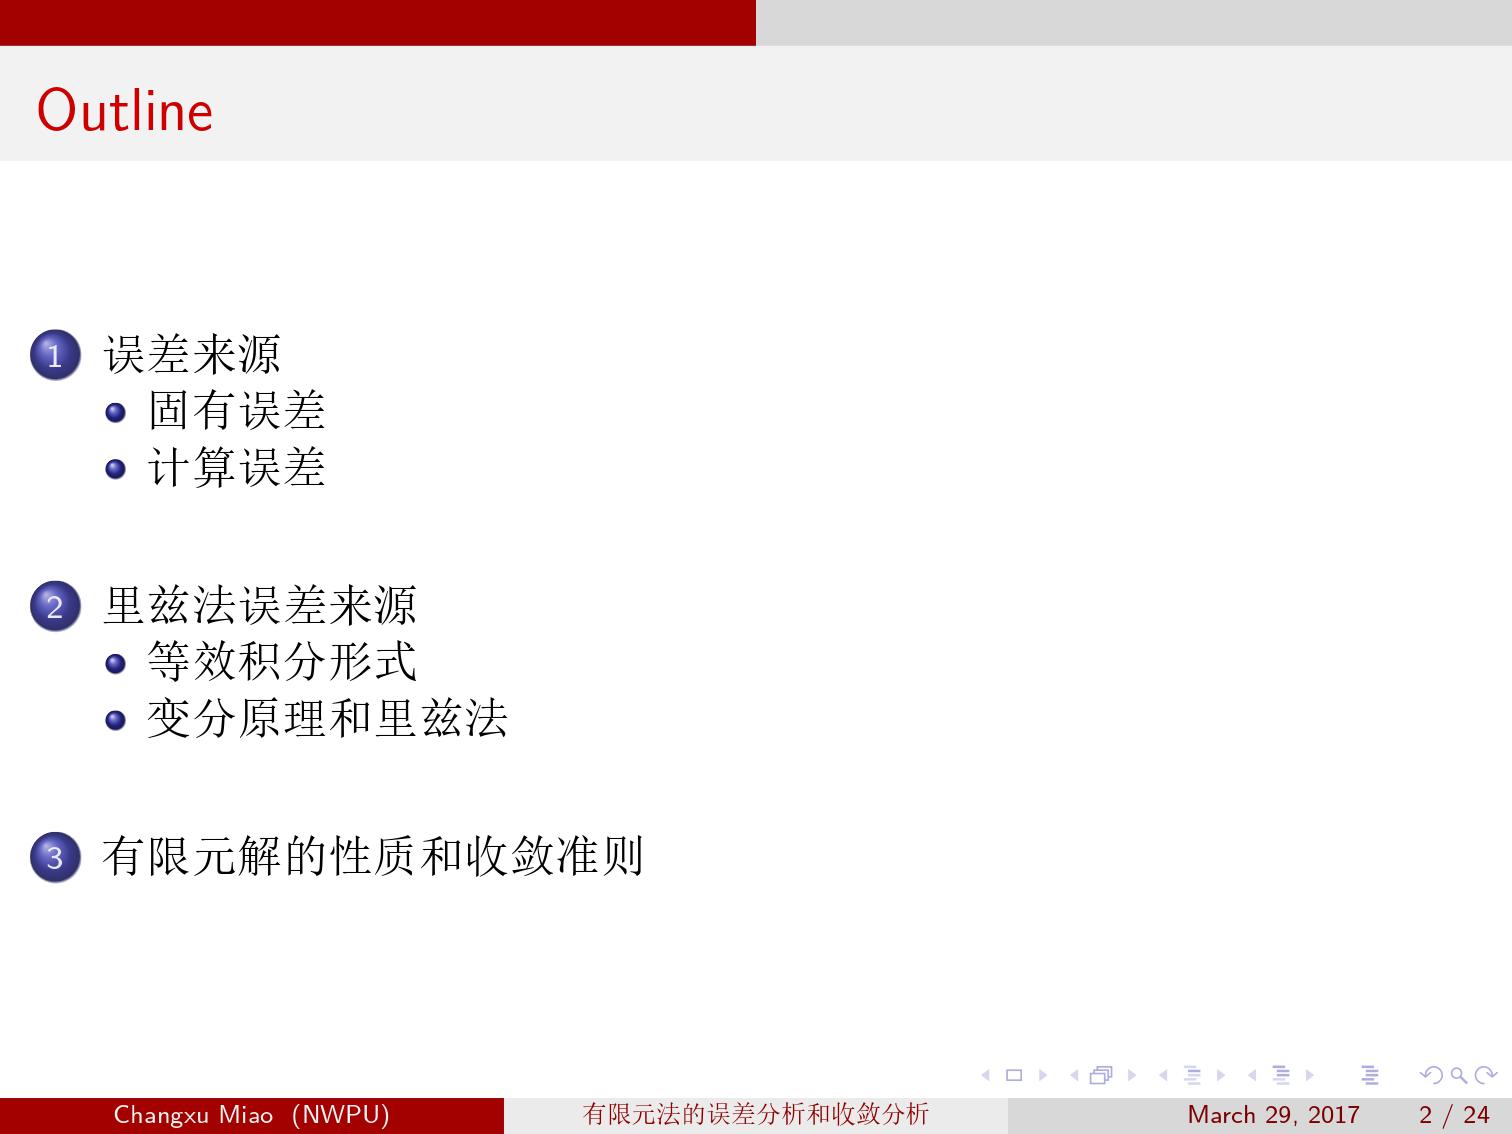 Outline
1 误差来源
固有误差
计算误差
2 里兹法误差来源
等效积分形式
变分原理和里兹法
3 有限元解的性质和收敛准则
Changxu Miao (NWPU) 有限元法的误差分析和收敛分析 March 29, 2017 2 / 24